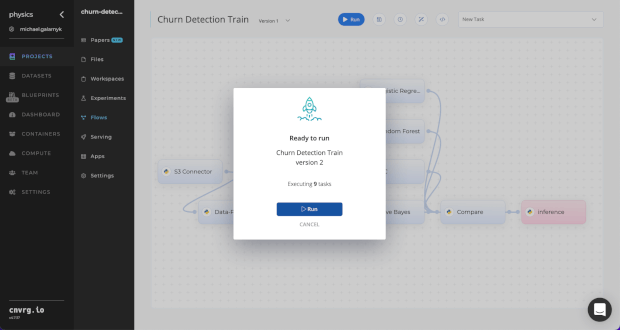 physics
michael.galarnyk
PROJECTS
DATASETS
BLUEPRINTS
BETA
DASHBOARD
CONTAINERS
COMPUTE
TEAM
SETTINGS
cnvrg.io
churn-detec...
Papers
Files
Workspaces
Experiments
Flows
Serving
Apps
Settings
Churn Detection Train
Version 1
Run
New Task
S3 Connector
Data-P
istic Regre...
dom Forest
ve Bayes
Compare
Inference
Ready to run
Churn Detection Train
version 2
Executing 9 tasks
Run
CANCEL